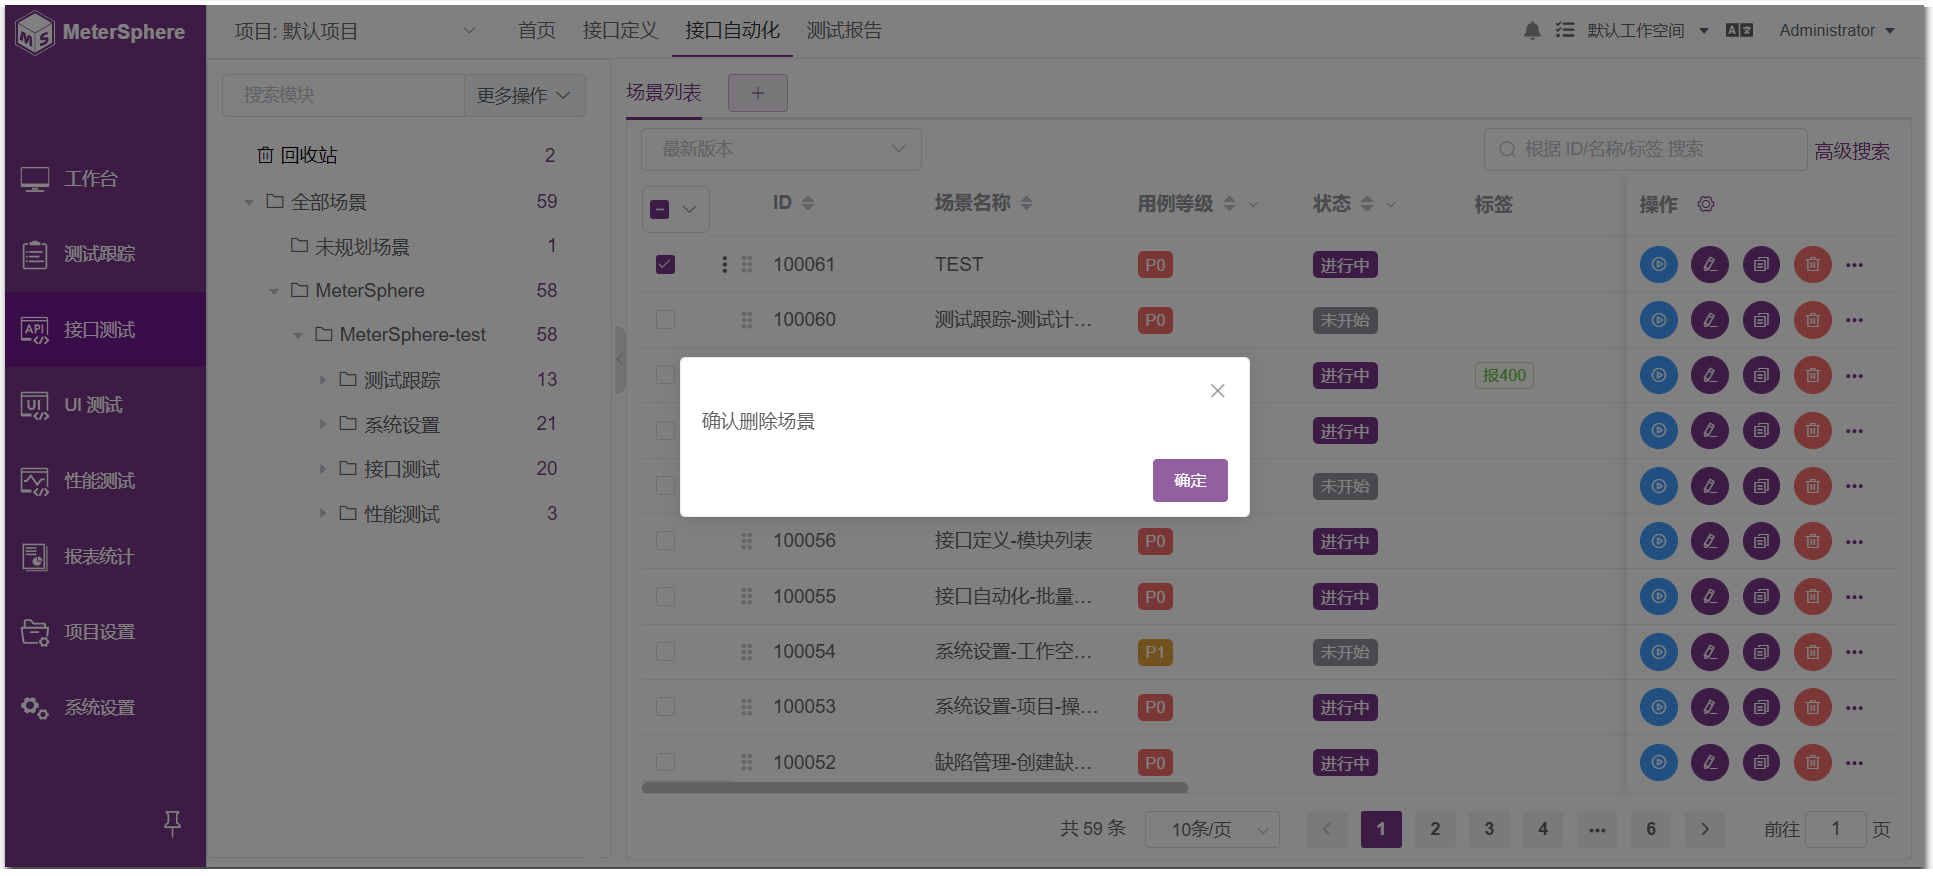 MeterSphere
项目: 默认项目
首页
接口定义
接口自动化
测试报告
默认工作空间
Administrator
工作台
测试跟踪
接口测试
UI 测试
性能测试
报表统计
项目设置
系统设置
搜索模块
更多操作
回收站 2
全部场景 59
未规划场景 1
MeterSphere 58
MeterSphere-test 58
测试跟踪 13
系统设置 21
接口测试 20
性能测试 3
场景列表
+
最新版本
根据 ID/名称/标签 搜索
高级搜索
ID 场景名称 用例等级 状态 标签 操作
100061 TEST P0 进行中
100060 测试跟踪-测试计... P0 未开始
进行中 报400
进行中
未开始
确认删除场景
确定
100056 接口定义-模块列表 P0 进行中
100055 接口自动化-批量... P0 进行中
100054 系统设置-工作空... P1 未开始
100053 系统设置-项目-操... P0 进行中
100052 缺陷管理-创建缺... P0 进行中
共 59 条 10条/页 1 2 3 4 ... 6 前往 1 页